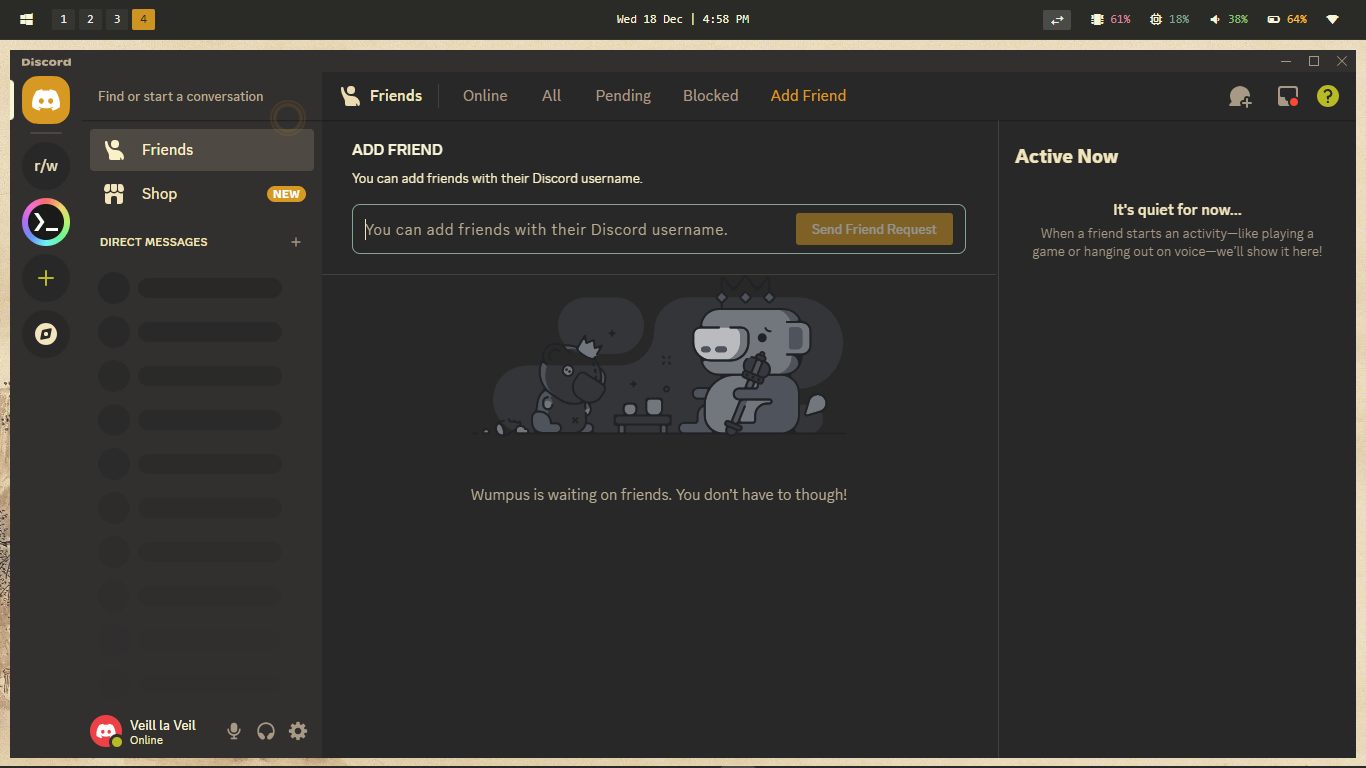 1 2 3 4
Wed 18 Dec | 4:58 PM
61% 18% 38% 64%
Discord
Find or start a conversation
Friends
Online
All
Pending
Blocked
Add Friend
?
r/w
Friends
Shop
NEW
DIRECT MESSAGES
ADD FRIEND
You can add friends with their Discord username.
You can add friends with their Discord username.
Send Friend Request
Wumpus is waiting on friends. You don't have to though!
Active Now
It's quiet for now...
When a friend starts an activity—like playing a
game or hanging out on voice—we'll show it here!
Veill la Veil
Online